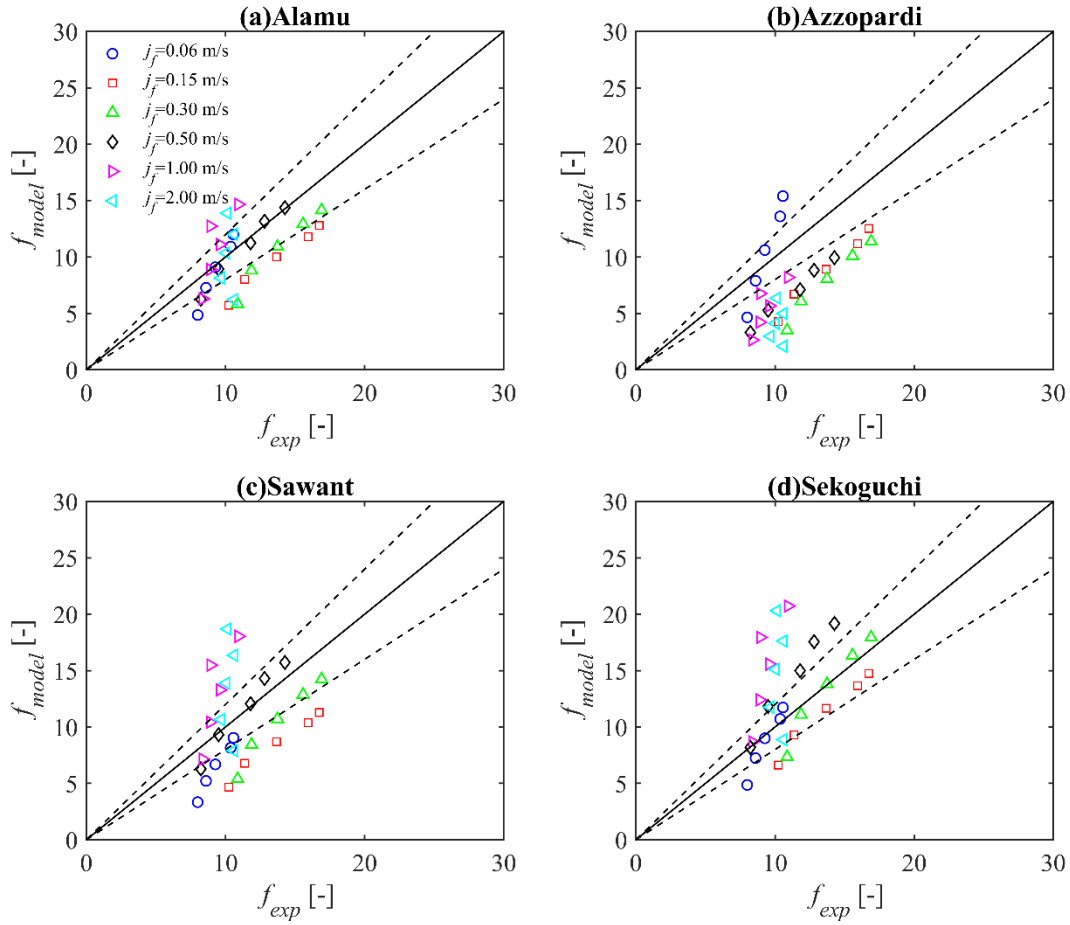 (a)Alamu
30
25
20
15
10
5
0
0 10 20 30
f_model [-]
f_exp [-]
j_f=0.06 m/s
j_f=0.15 m/s
j_f=0.30 m/s
j_f=0.50 m/s
j_f=1.00 m/s
j_f=2.00 m/s
(b)Azzopardi
30
25
20
15
10
5
0
0 10 20 30
f_model [-]
f_exp [-]
(c)Sawant
30
25
20
15
10
5
0
0 10 20 30
f_model [-]
f_exp [-]
(d)Sekoguchi
30
25
20
15
10
5
0
0 10 20 30
f_model [-]
f_exp [-]